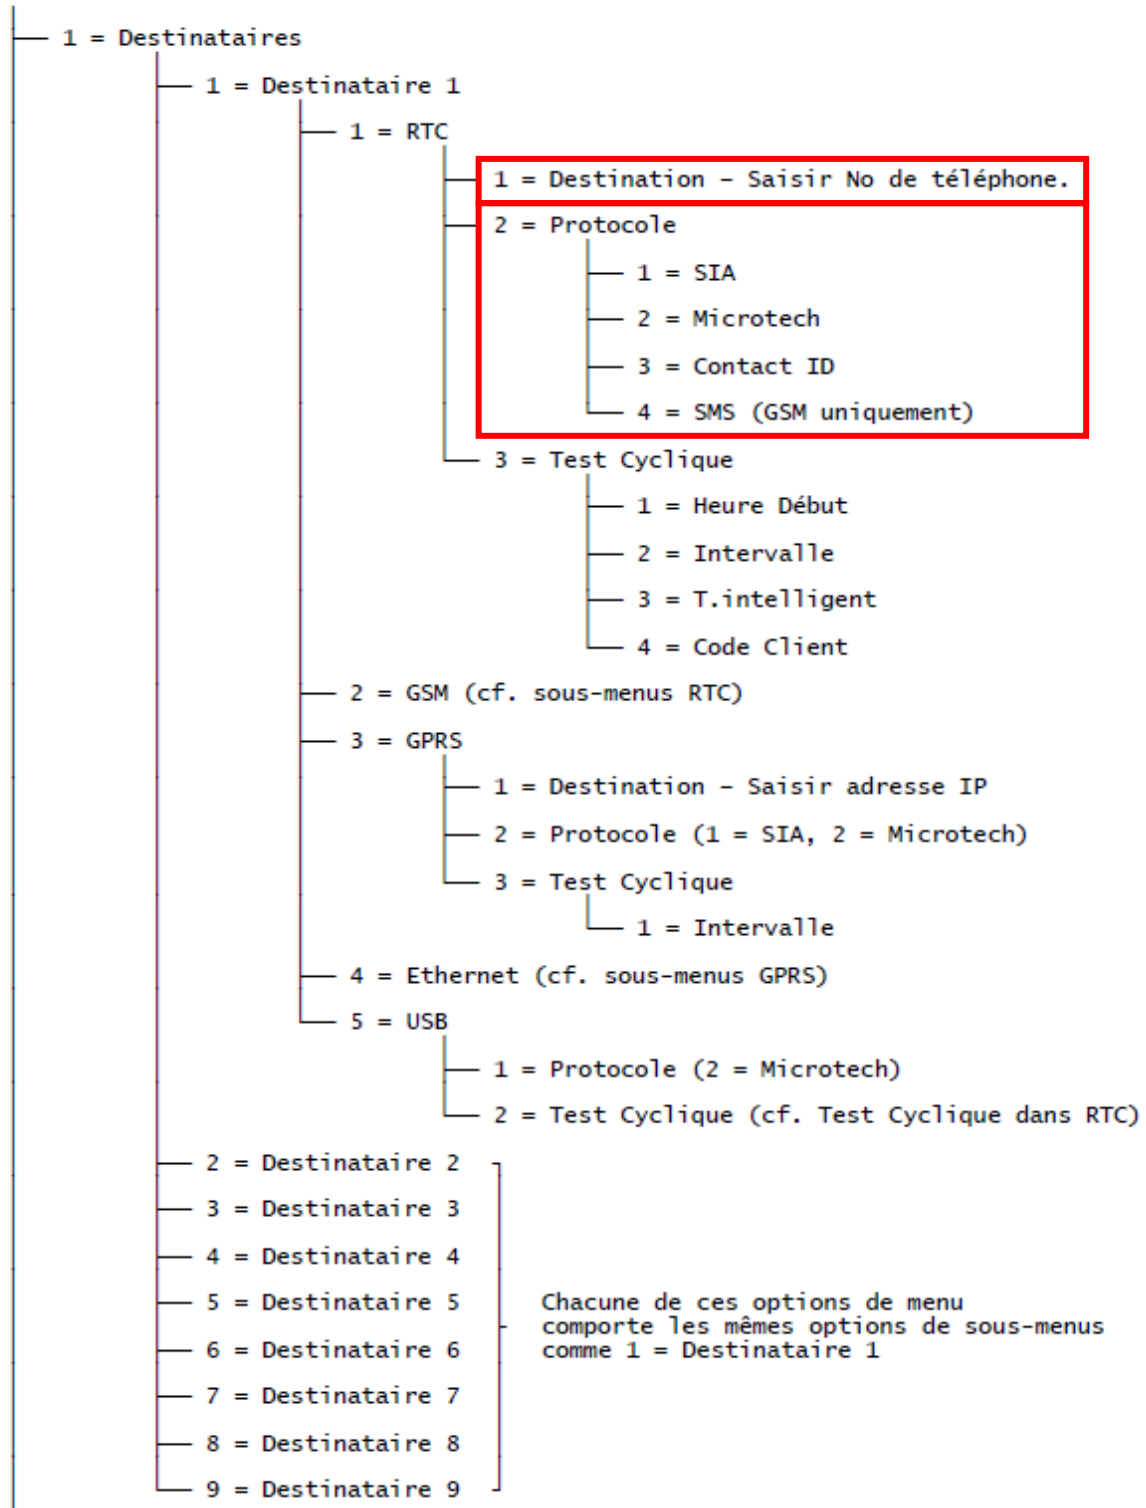 1 = Destinataires
1 = Destinataire 1
1 = RTC
1 = Destination – Saisir No de téléphone.
2 = Protocole
1 = SIA
2 = Microtech
3 = Contact ID
4 = SMS (GSM uniquement)
3 = Test Cyclique
1 = Heure Début
2 = Intervalle
3 = T.intelligent
4 = Code Client
2 = GSM (cf. sous-menus RTC)
3 = GPRS
1 = Destination – Saisir adresse IP
2 = Protocole (1 = SIA, 2 = Microtech)
3 = Test Cyclique
1 = Intervalle
4 = Ethernet (cf. sous-menus GPRS)
5 = USB
1 = Protocole (2 = Microtech)
2 = Test Cyclique (cf. Test Cyclique dans RTC)
2 = Destinataire 2
3 = Destinataire 3
4 = Destinataire 4
5 = Destinataire 5
6 = Destinataire 6
7 = Destinataire 7
8 = Destinataire 8
9 = Destinataire 9
Chacune de ces options de menu
comporte les mêmes options de sous-menus
comme 1 = Destinataire 1